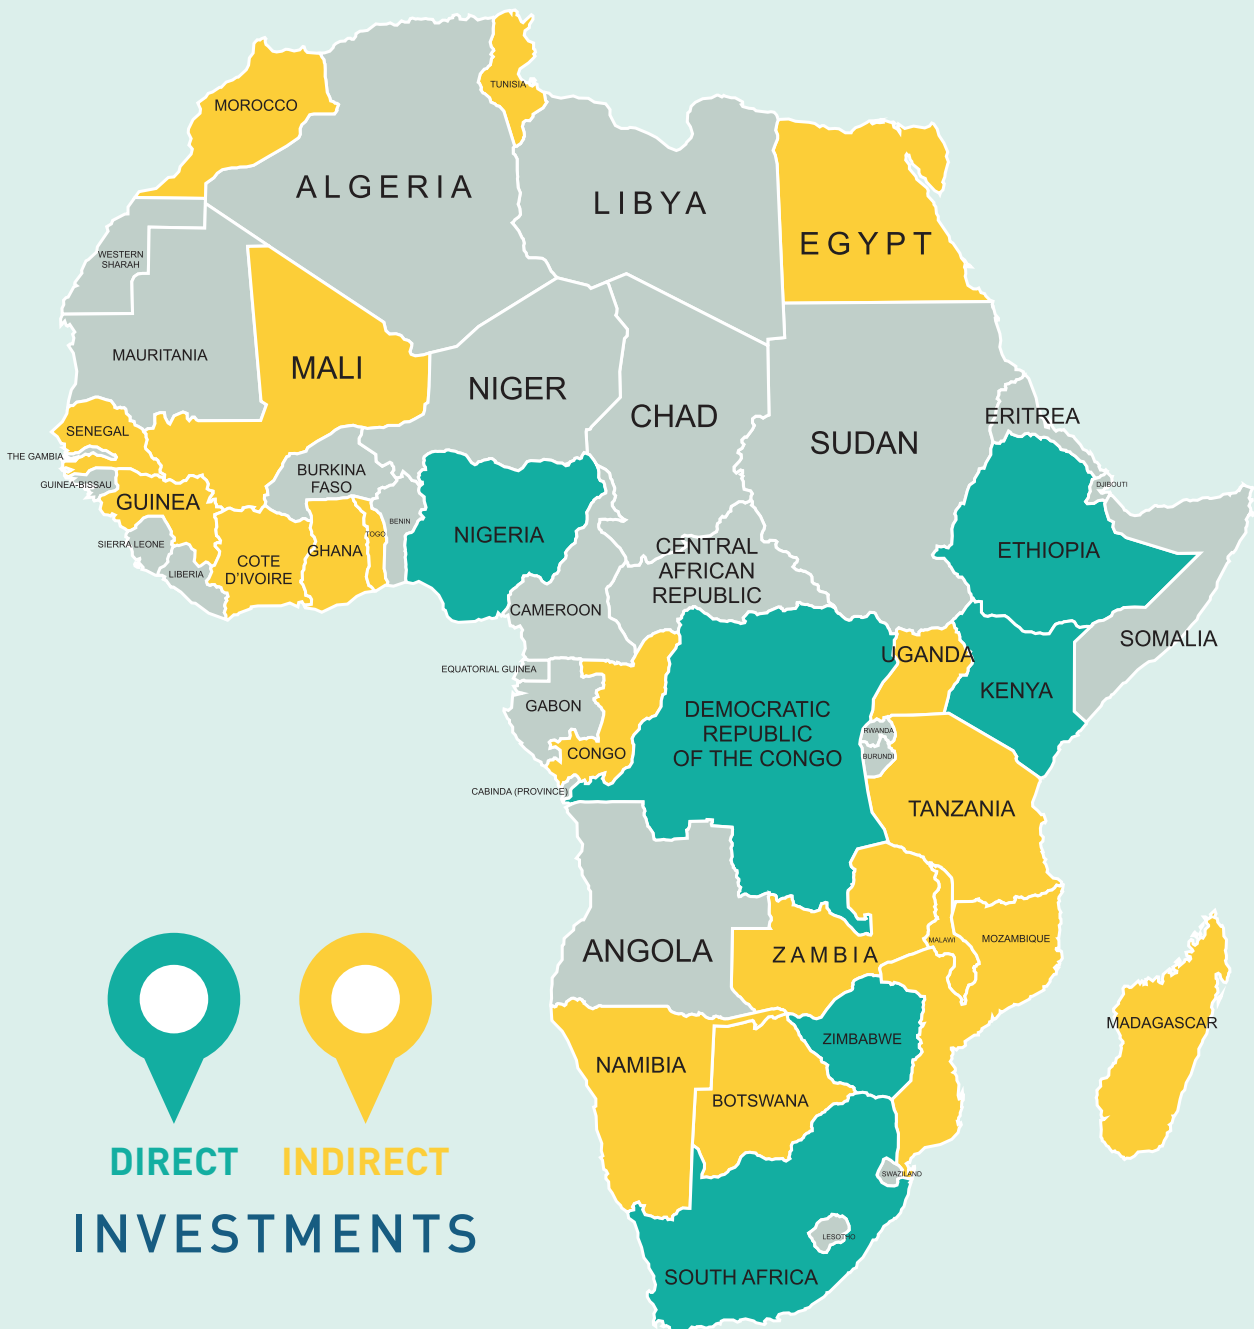 TUNISIA
MOROCCO
ALGERIA
LIBYA
EGYPT
WESTERN
SHARAH
MAURITANIA
MALI
NIGER
CHAD
SUDAN
ERITREA
SENEGAL
THE GAMBIA
GUINEA-BISSAU
GUINEA
BURKINA
FASO
DJIBOUTI
SIERRA LEONE
LIBERIA
COTE
D'IVOIRE
GHANA
TOGO
BENIN
NIGERIA
CENTRAL
AFRICAN
REPUBLIC
ETHIOPIA
CAMEROON
SOMALIA
EQUATORIAL GUINEA
GABON
CONGO
UGANDA
KENYA
DEMOCRATIC
REPUBLIC
OF THE CONGO
RWANDA
BURUNDI
CABINDA (PROVINCE)
TANZANIA
ANGOLA
ZAMBIA
MALAWI
MOZAMBIQUE
MADAGASCAR
ZIMBABWE
NAMIBIA
BOTSWANA
SWAZILAND
LESOTHO
SOUTH AFRICA
DIRECT INDIRECT
INVESTMENTS